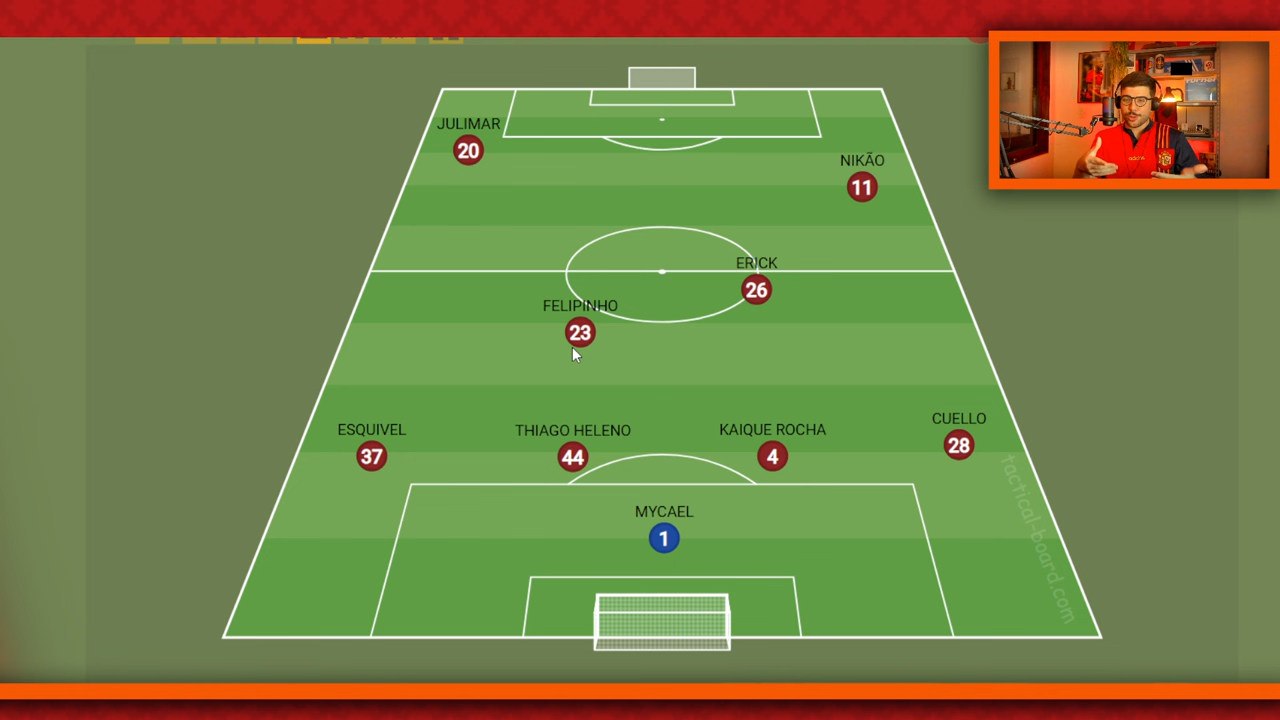 JULIMAR
20
NIKÃO
11
ERICK
26
FELIPINHO
23
ESQUIVEL
37
THIAGO HELENO
44
KAIQUE ROCHA
4
CUELLO
28
MYCAEL
1
tactical-board.com